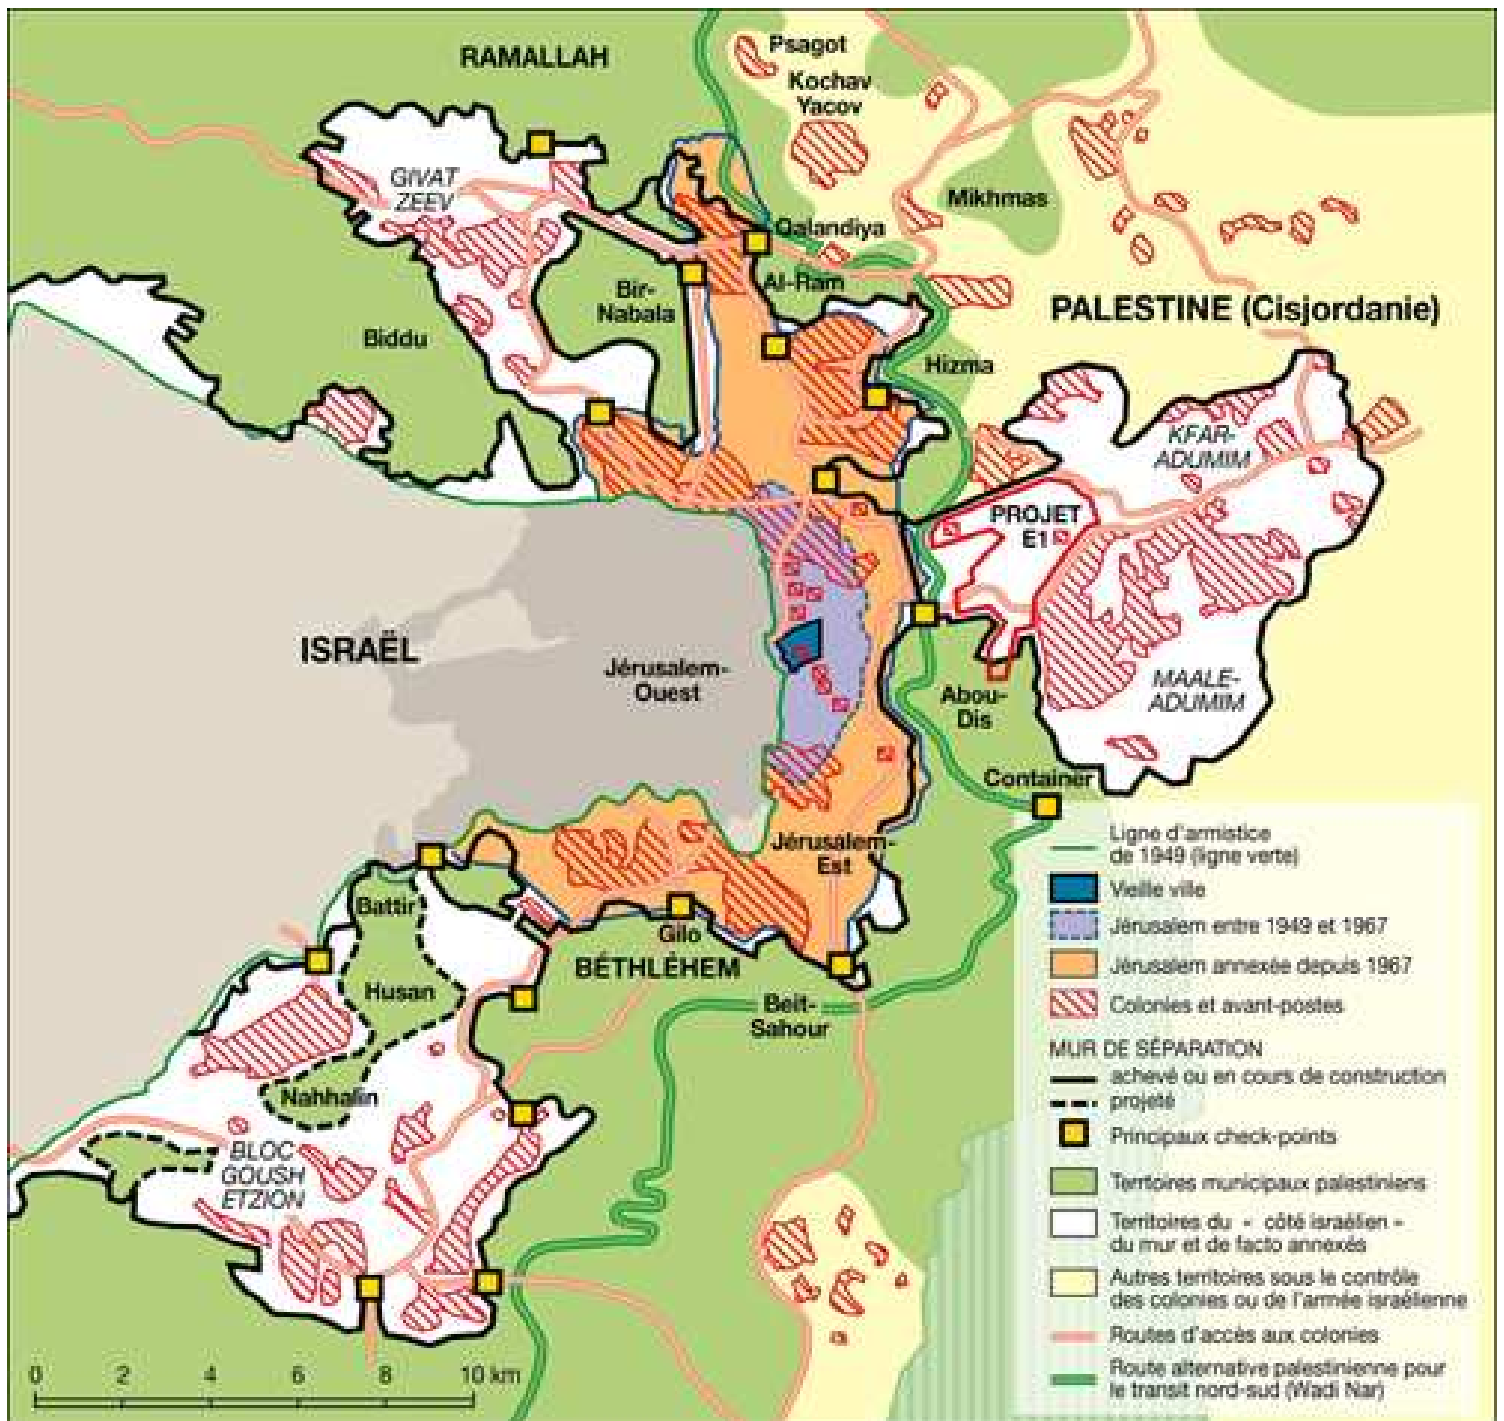 RAMALLAH
Psagot
Kochav
Yacov
GIVAT
ZEEV
Mikhmas
Qalandiya
Bir-
Nabala
Al-Ram
PALESTINE (Cisjordanie)
Biddu
Hizma
KFAR-
ADUMIM
PROJET
E1
ISRAËL
Jérusalem-
Ouest
MAALE-
ADUMIM
Abou-
Dis
Container
Jérusalem-
Est
Battir
Gilo
BÉTHLÉHEM
Husan
Beit-
Sahour
Nahhalin
BLOC
GOUSH
ETZION
0 2 4 6 8 10 km
Ligne d'armistice
de 1949 (ligne verte)
Vieille ville
Jérusalem entre 1949 et 1967
Jérusalem annexée depuis 1967
Colonies et avant-postes
MUR DE SÉPARATION
achevé ou en cours de construction
projeté
Principaux check-points
Territoires municipaux palestiniens
Territoires du « côté israélien »
du mur et de facto annexés
Autres territoires sous le contrôle
des colonies ou de l'armée israélienne
Routes d'accès aux colonies
Route alternative palestinienne pour
le transit nord-sud (Wadi Nar)